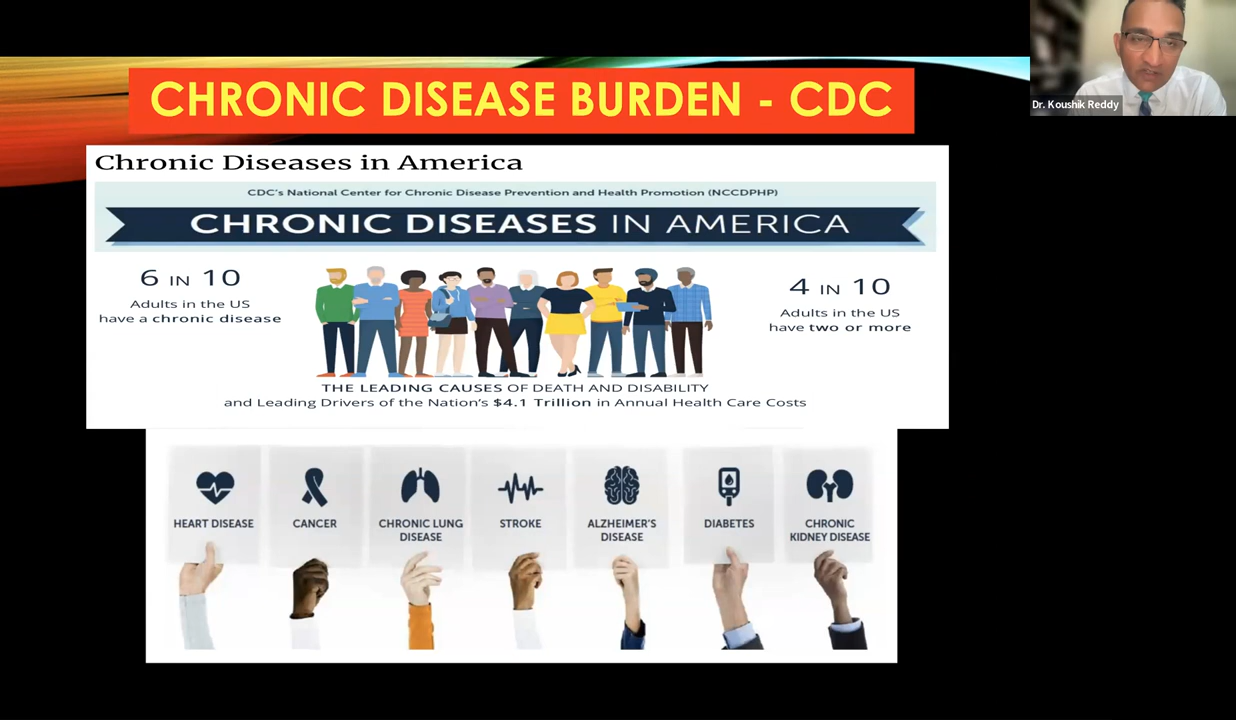 CHRONIC DISEASE BURDEN - CDC
Dr. Koushik Reddy
Chronic Diseases in America
CDC's National Center for Chronic Disease Prevention and Health Promotion (NCCDPHP)
CHRONIC DISEASES IN AMERICA
6 IN 10
Adults in the US
have a chronic disease
4 IN 10
Adults in the US
have two or more
THE LEADING CAUSES OF DEATH AND DISABILITY
and Leading Drivers of the Nation's $4.1 Trillion in Annual Health Care Costs
HEART DISEASE
CANCER
CHRONIC LUNG
DISEASE
STROKE
ALZHEIMER'S
DISEASE
DIABETES
CHRONIC
KIDNEY DISEASE